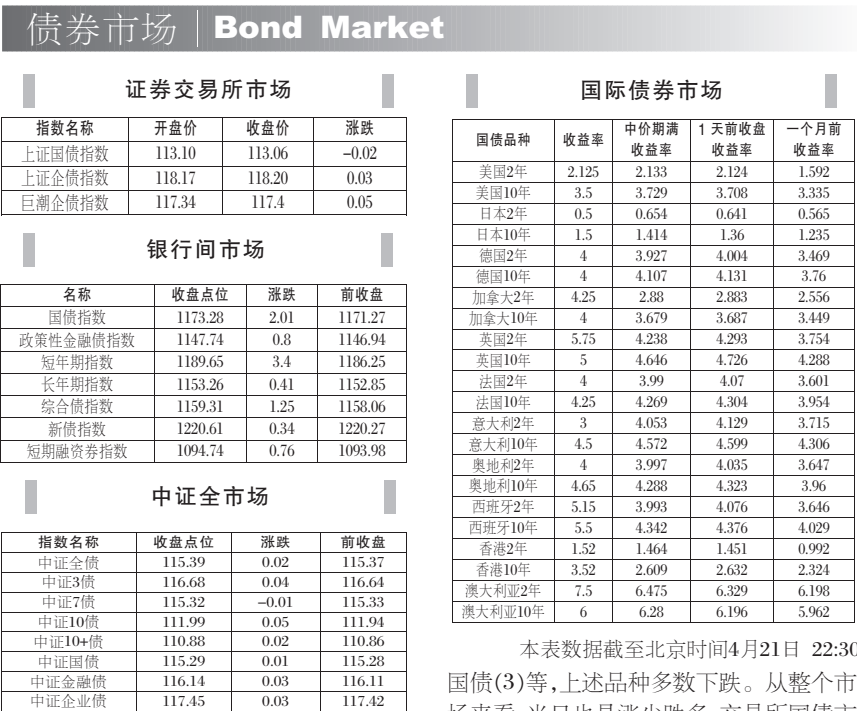 债券市场 Bond Market
证券交易所市场
指数名称 开盘价 收盘价 涨跌
上证国债指数 113.10 113.06 –0.02
上证企债指数 118.17 118.20 0.03
巨潮企债指数 117.34 117.4 0.05
银行间市场
名称 收盘点位 涨跌 前收盘
国债指数 1173.28 2.01 1171.27
政策性金融债指数 1147.74 0.8 1146.94
短年期指数 1189.65 3.4 1186.25
长年期指数 1153.26 0.41 1152.85
综合债指数 1159.31 1.25 1158.06
新债指数 1220.61 0.34 1220.27
短期融资券指数 1094.74 0.76 1093.98
中证全市场
指数名称 收盘点位 涨跌 前收盘
中证全债 115.39 0.02 115.37
中证3债 116.68 0.04 116.64
中证7债 115.32 –0.01 115.33
中证10债 111.99 0.05 111.94
中证10+债 110.88 0.02 110.86
中证国债 115.29 0.01 115.28
中证金融债 116.14 0.03 116.11
中证企业债 117.45 0.03 117.42
国际债券市场
国债品种 收益率 中价期满收益率 1天前收盘收益率 一个月前收益率
美国2年 2.125 2.133 2.124 1.592
美国10年 3.5 3.729 3.708 3.335
日本2年 0.5 0.654 0.641 0.565
日本10年 1.5 1.414 1.36 1.235
德国2年 4 3.927 4.004 3.469
德国10年 4 4.107 4.131 3.76
加拿大2年 4.25 2.88 2.883 2.556
加拿大10年 4 3.679 3.687 3.449
英国2年 5.75 4.238 4.293 3.754
英国10年 5 4.646 4.726 4.288
法国2年 4 3.99 4.07 3.601
法国10年 4.25 4.269 4.304 3.954
意大利2年 3 4.053 4.129 3.715
意大利10年 4.5 4.572 4.599 4.306
奥地利2年 4 3.997 4.035 3.647
奥地利10年 4.65 4.288 4.323 3.96
西班牙2年 5.15 3.993 4.076 3.646
西班牙10年 5.5 4.342 4.376 4.029
香港2年 1.52 1.464 1.451 0.992
香港10年 3.52 2.609 2.632 2.324
澳大利亚2年 7.5 6.475 6.329 6.198
澳大利亚10年 6 6.28 6.196 5.962
本表数据截至北京时间4月21日 22:30
国债(3)等,上述品种多数下跌。从整个市